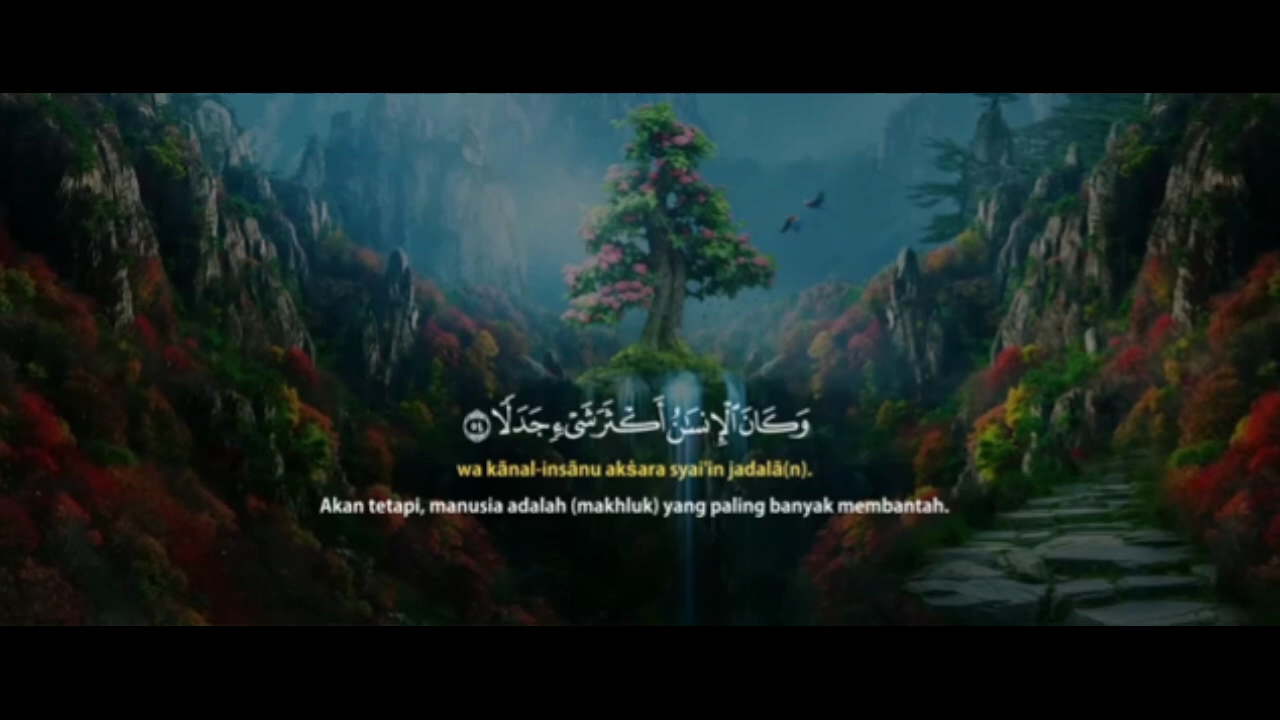 وَكَانَ ٱلْإِنسَٰنُ أَكْثَرَ شَىْءٍ جَدَلًا ٥٤
wa kānal-insānu akṡara syai'in jadalā(n).
Akan tetapi, manusia adalah (makhluk) yang paling banyak membantah.